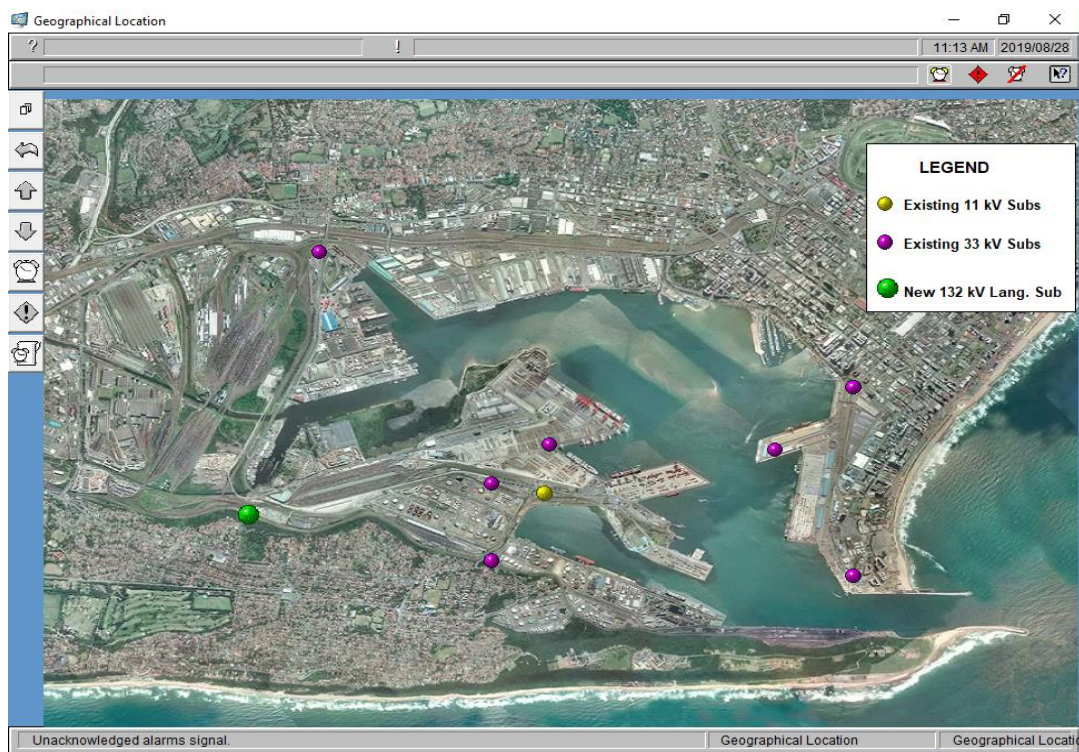 Geographical Location
?
!
11:13 AM 2019/08/28
LEGEND
Existing 11 kV Subs
Existing 33 kV Subs
New 132 kV Lang. Sub
Unacknowledged alarms signal.
Geographical Location
Geographical Locatio